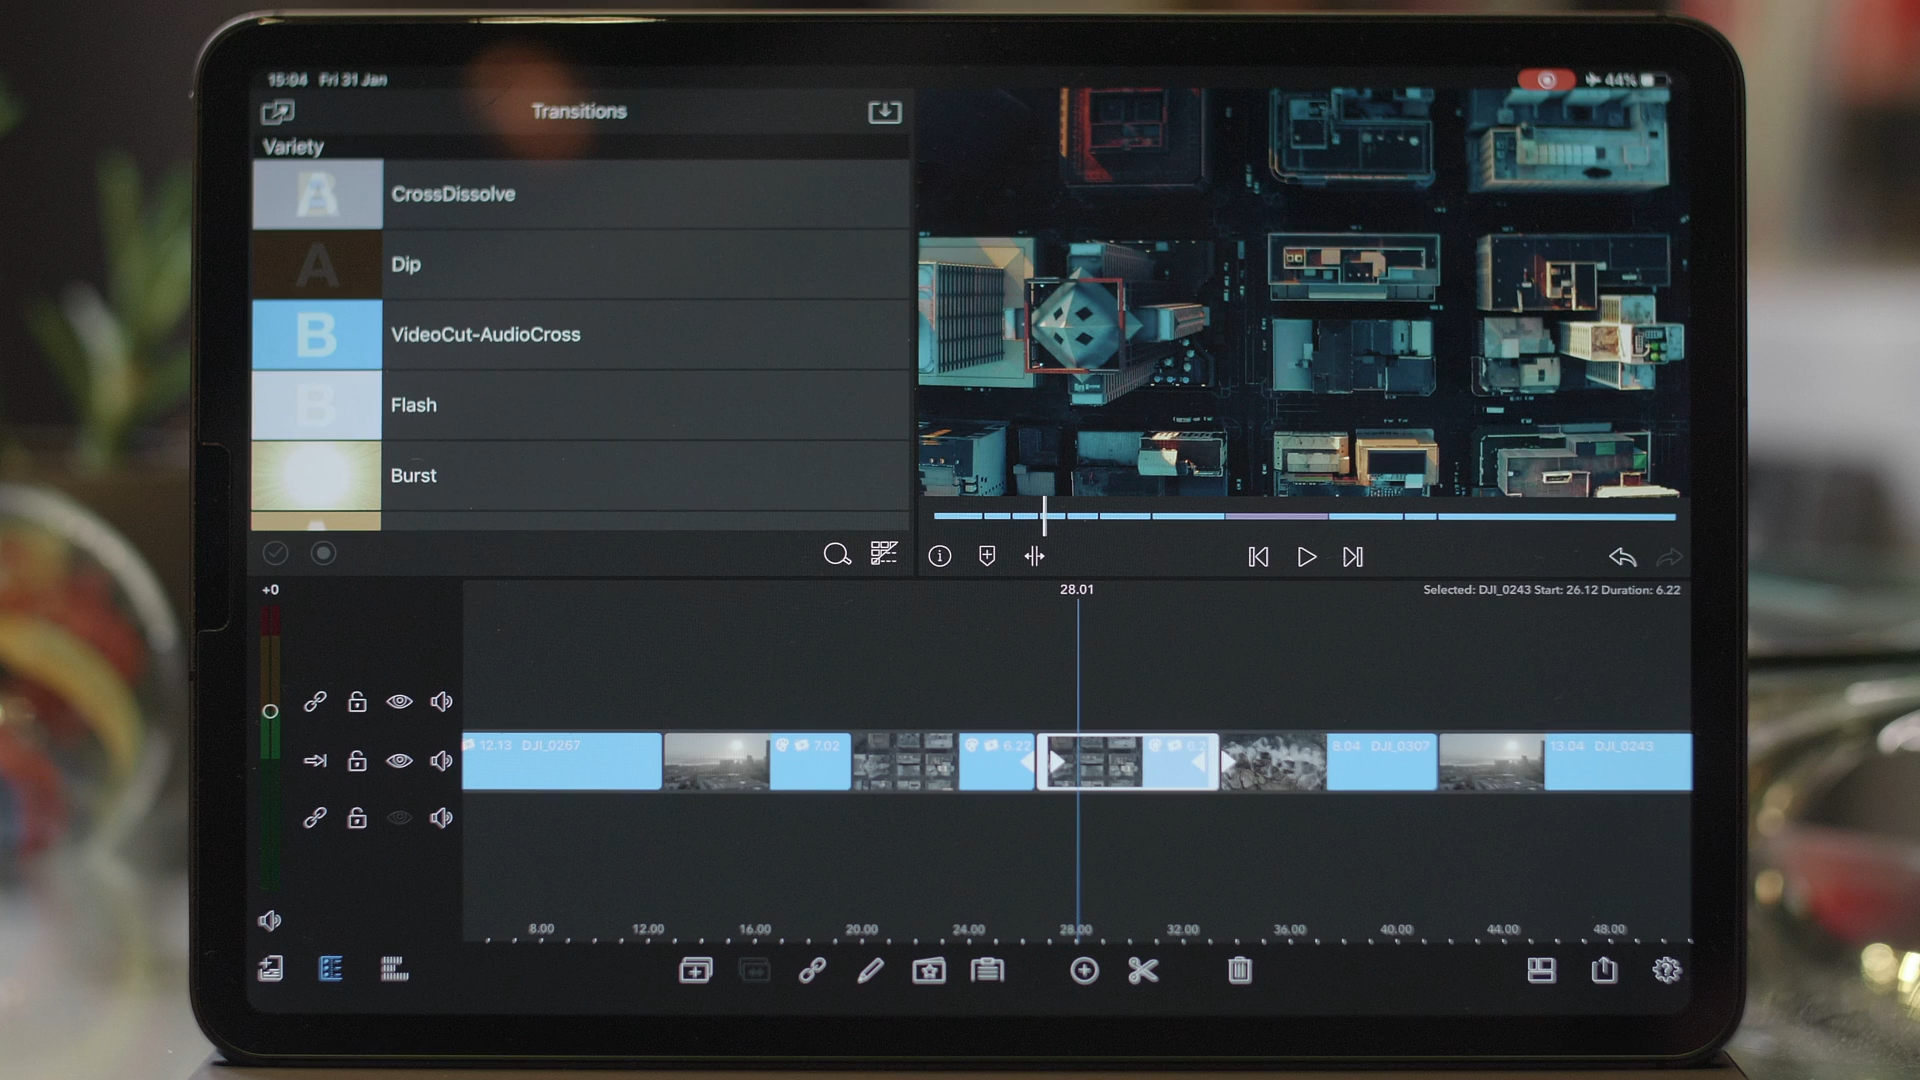 15:04 Fri 31 Jan
44%
Transitions
Variety
A
CrossDissolve
A
Dip
B
VideoCut-AudioCross
B
Flash
Burst
+0
28.01
Selected: DJI_0243 Start: 26.12 Duration: 6.22
12.13 DJI_0267
7.02
6.22
6.2
8.04 DJI_0307
13.04 DJI_0243
8.00 12.00 16.00 20.00 24.00 28.00 32.00 36.00 40.00 44.00 48.00